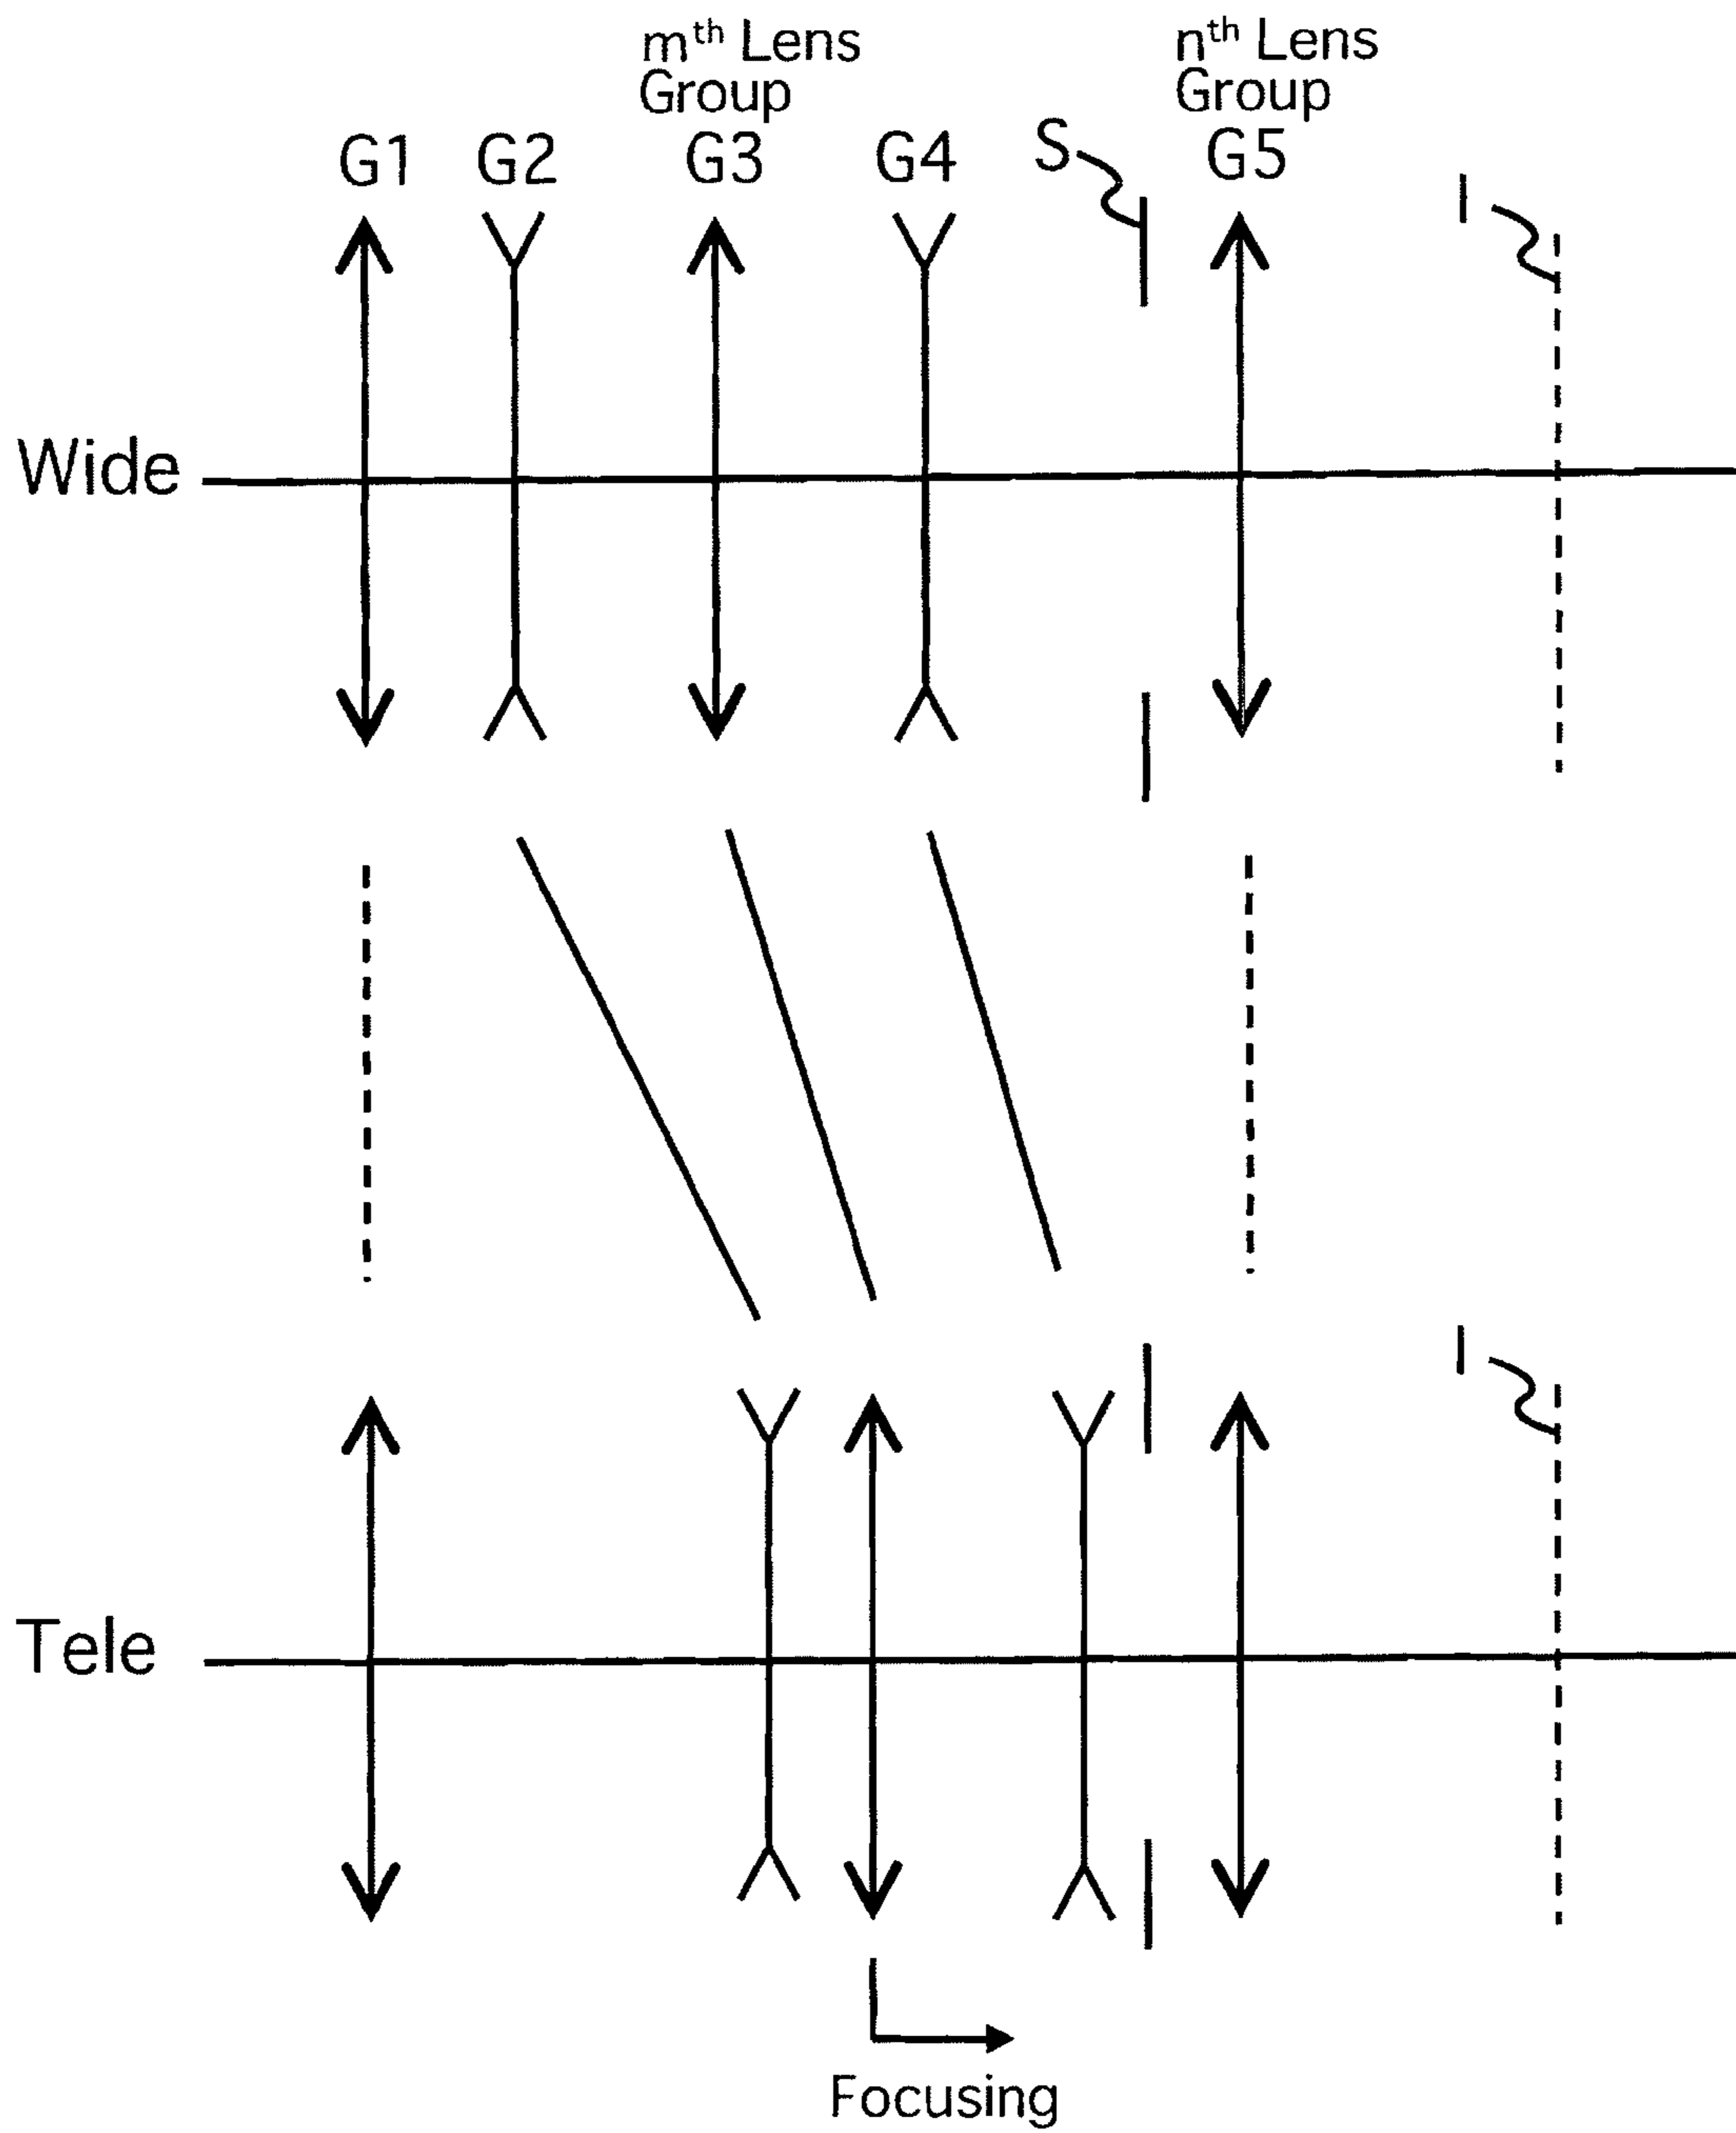 mth Lens Group
nth Lens Group
G1 G2 G3 G4 S G5 I
Wide
I
Tele
Focusing